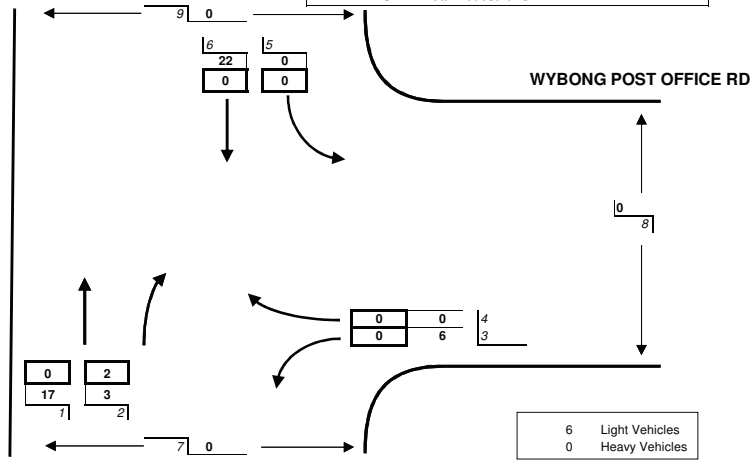 9 0
6 5
22 0
0 0
WYBONG POST OFFICE RD
0
8
0 0 4
0 6 3
0 2
17 3
1 2
7 0
6 Light Vehicles
0 Heavy Vehicles